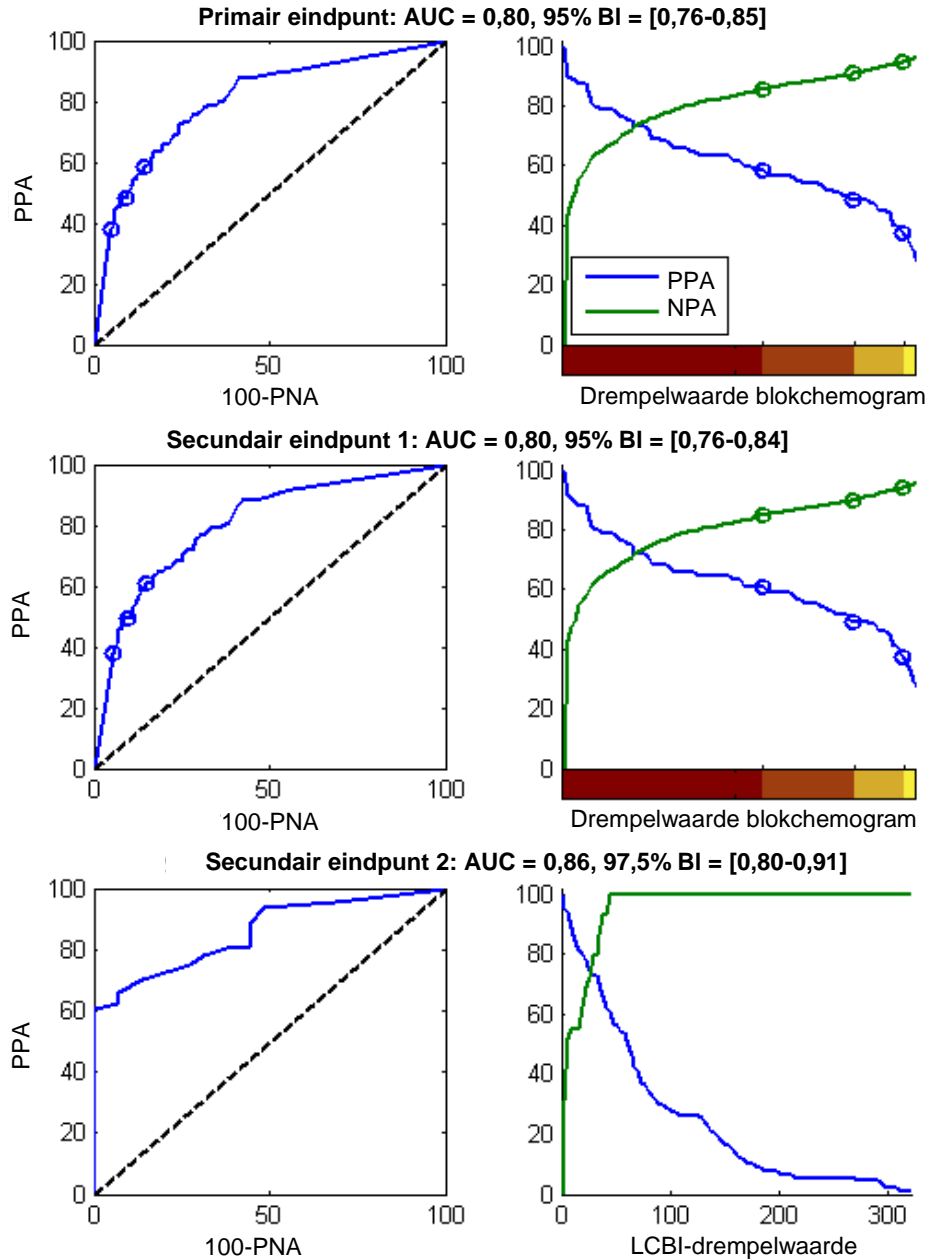 Primair eindpunt: AUC = 0,80, 95% BI = [0,76-0,85]
100
80
60
40
20
0
PPA
0 50 100
100-PNA
100
80
60
40
20
0
PPA
NPA
Drempelwaarde blokchemogram
Secundair eindpunt 1: AUC = 0,80, 95% BI = [0,76-0,84]
100
80
60
40
20
0
PPA
0 50 100
100-PNA
100
80
60
40
20
0
Drempelwaarde blokchemogram
Secundair eindpunt 2: AUC = 0,86, 97,5% BI = [0,80-0,91]
100
80
60
40
20
0
PPA
0 50 100
100-PNA
100
80
60
40
20
0
0 100 200 300
LCBI-drempelwaarde